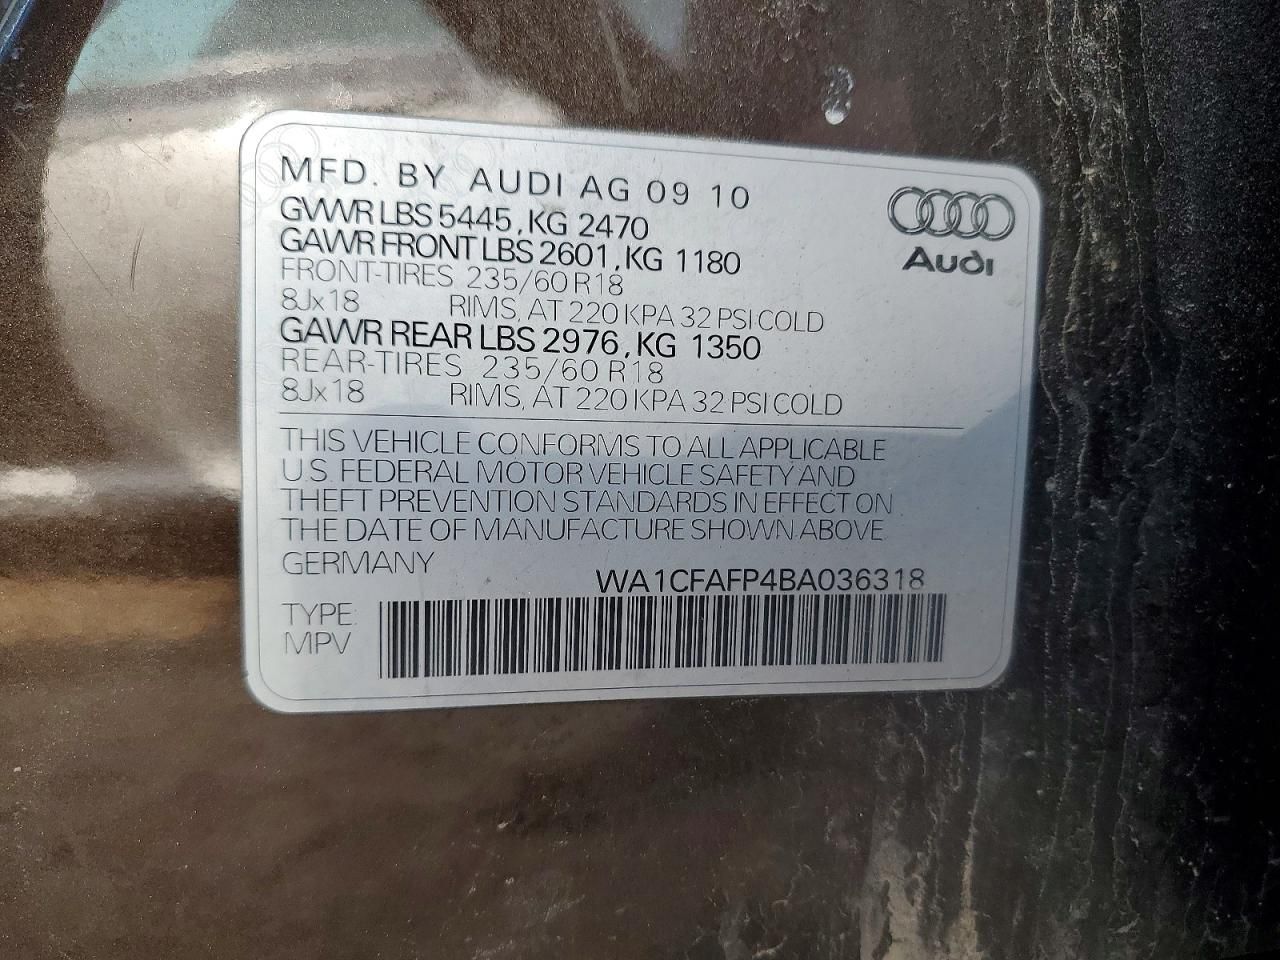 MFD. BY AUDI AG 09 10
GVWR LBS 5445, KG 2470
GAWR FRONT LBS 2601, KG 1180
FRONT-TIRES 235/60 R18
8Jx18 RIMS, AT 220 KPA 32 PSI COLD
GAWR REAR LBS 2976, KG 1350
REAR-TIRES 235/60 R18
8Jx18 RIMS, AT 220 KPA 32 PSI COLD
Audi
THIS VEHICLE CONFORMS TO ALL APPLICABLE
U.S. FEDERAL MOTOR VEHICLE SAFETY AND
THEFT PREVENTION STANDARDS IN EFFECT ON
THE DATE OF MANUFACTURE SHOWN ABOVE
GERMANY
WA1CFAFP4BA036318
TYPE:
MPV